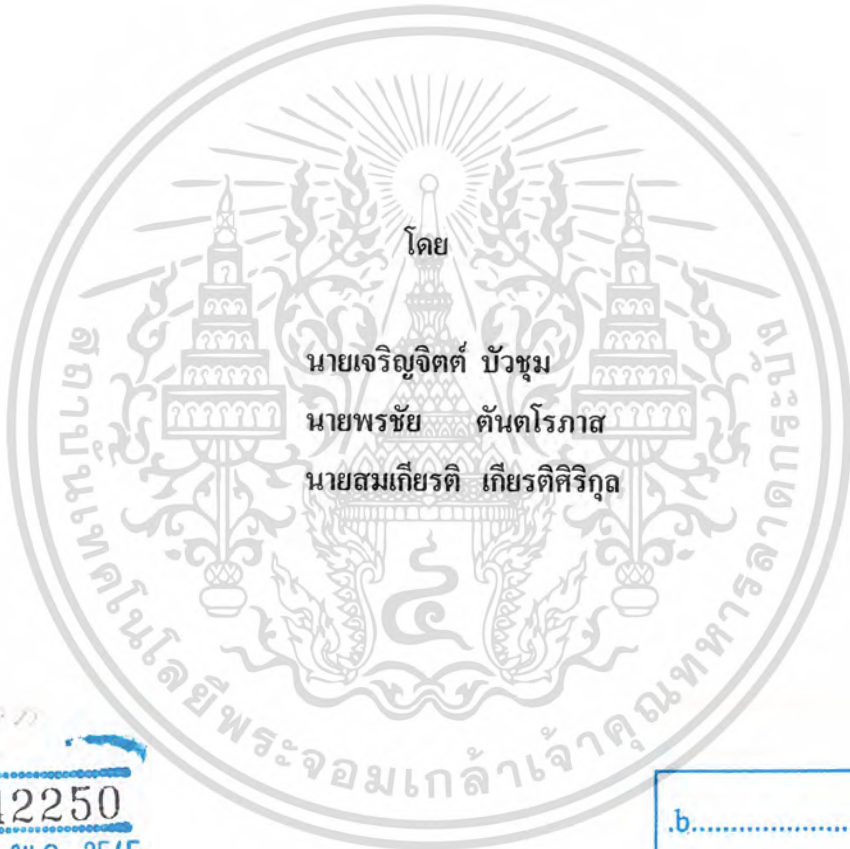 โดย
นายเจริญจิตต์ บัวชุม
นายพรชัย ตันตโรภาส
นายสมเกียรติ เกียรติศิริกุล
สถาบันเทคโนโลยีพระจอมเกล้าเจ้าคุณทหารลาดกระบัง
42250
.b